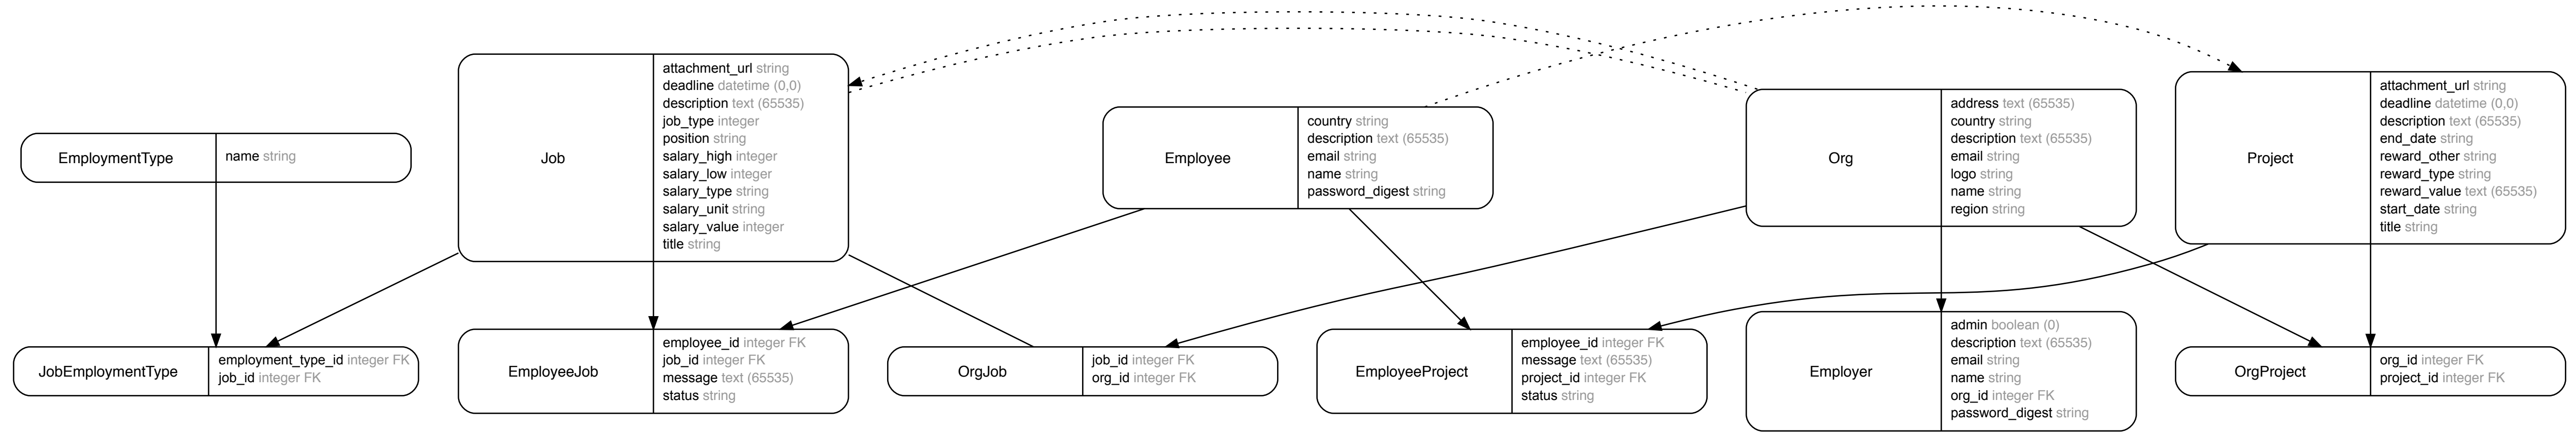 EmploymentType
name string
Job
attachment_url string
deadline datetime (0,0)
description text (65535)
job_type integer
position string
salary_high integer
salary_low integer
salary_type string
salary_unit string
salary_value integer
title string
Employee
country string
description text (65535)
email string
name string
password_digest string
Org
address text (65535)
country string
description text (65535)
email string
logo string
name string
region string
Project
attachment_url string
deadline datetime (0,0)
description text (65535)
end_date string
reward_other string
reward_type string
reward_value text (65535)
start_date string
title string
JobEmploymentType
employment_type_id integer FK
job_id integer FK
EmployeeJob
employee_id integer FK
job_id integer FK
message text (65535)
status string
OrgJob
job_id integer FK
org_id integer FK
EmployeeProject
employee_id integer FK
message text (65535)
project_id integer FK
status string
Employer
admin boolean (0)
description text (65535)
email string
name string
org_id integer FK
password_digest string
OrgProject
org_id integer FK
project_id integer FK